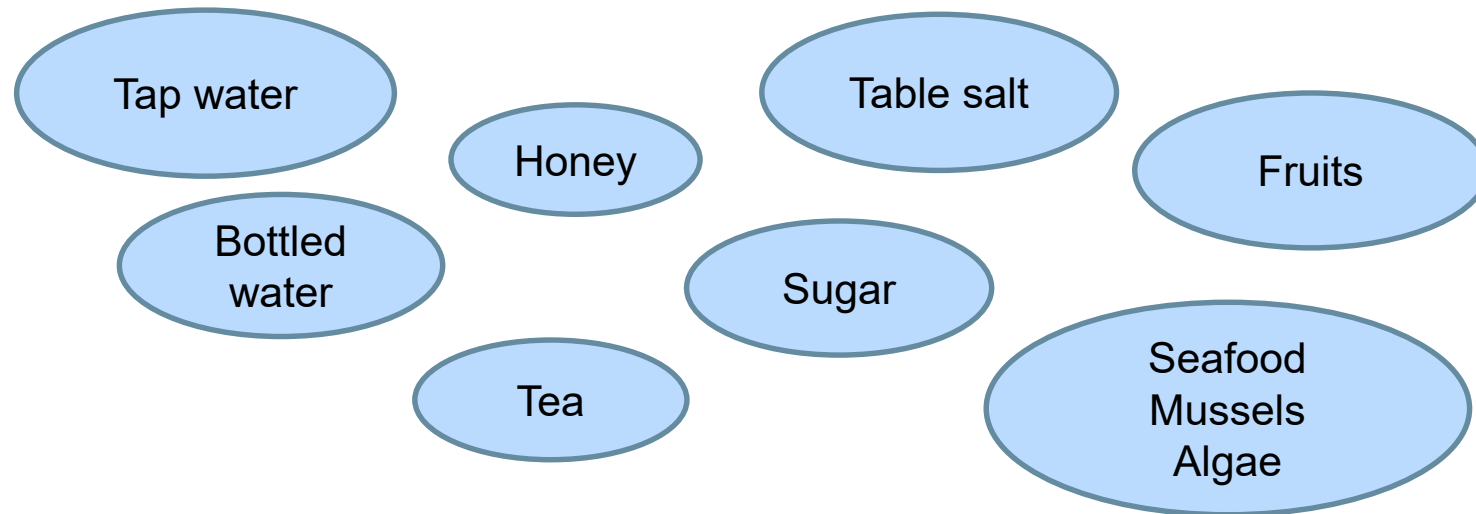 Tap water
Table salt
Honey
Fruits
Bottled
water
Sugar
Tea
Seafood
Mussels
Algae